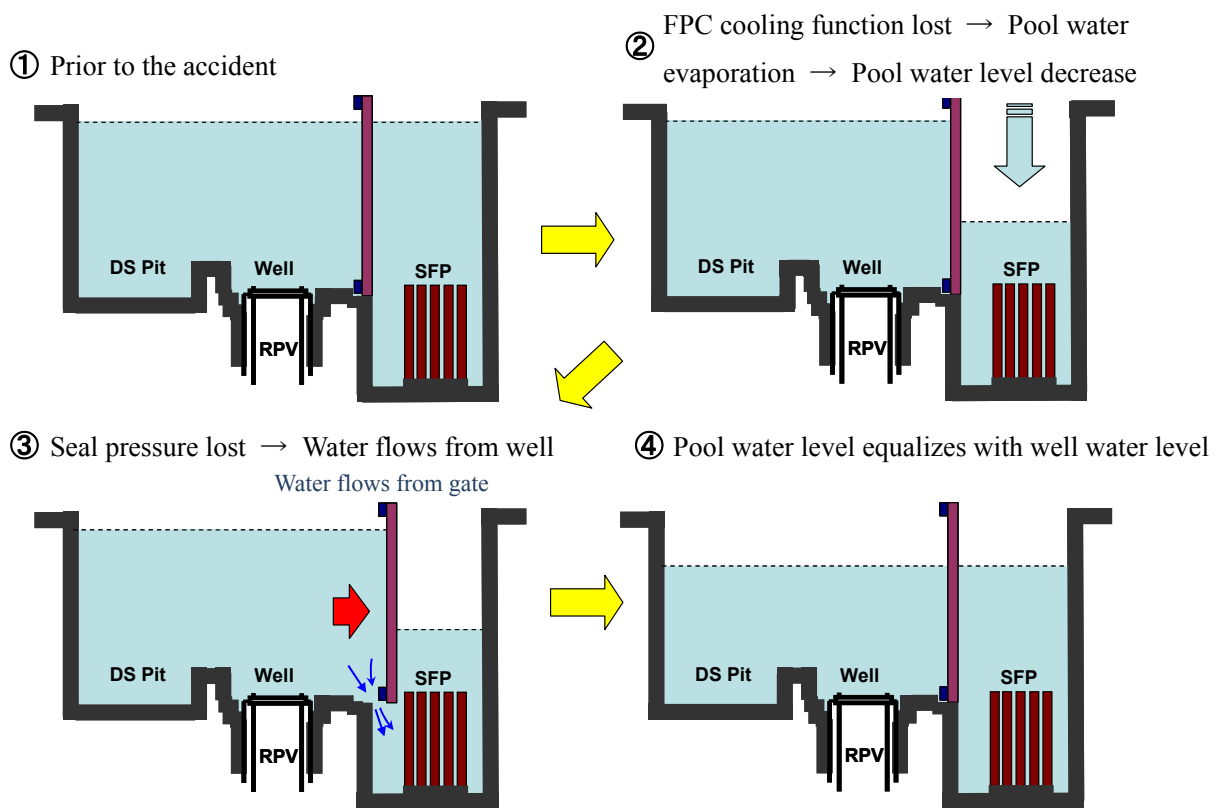 ① Prior to the accident
② FPC cooling function lost → Pool water
evaporation → Pool water level decrease
DS Pit
Well
SFP
RPV
DS Pit
Well
SFP
RPV
③ Seal pressure lost → Water flows from well
Water flows from gate
④ Pool water level equalizes with well water level
DS Pit
Well
SFP
RPV
DS Pit
Well
SFP
RPV